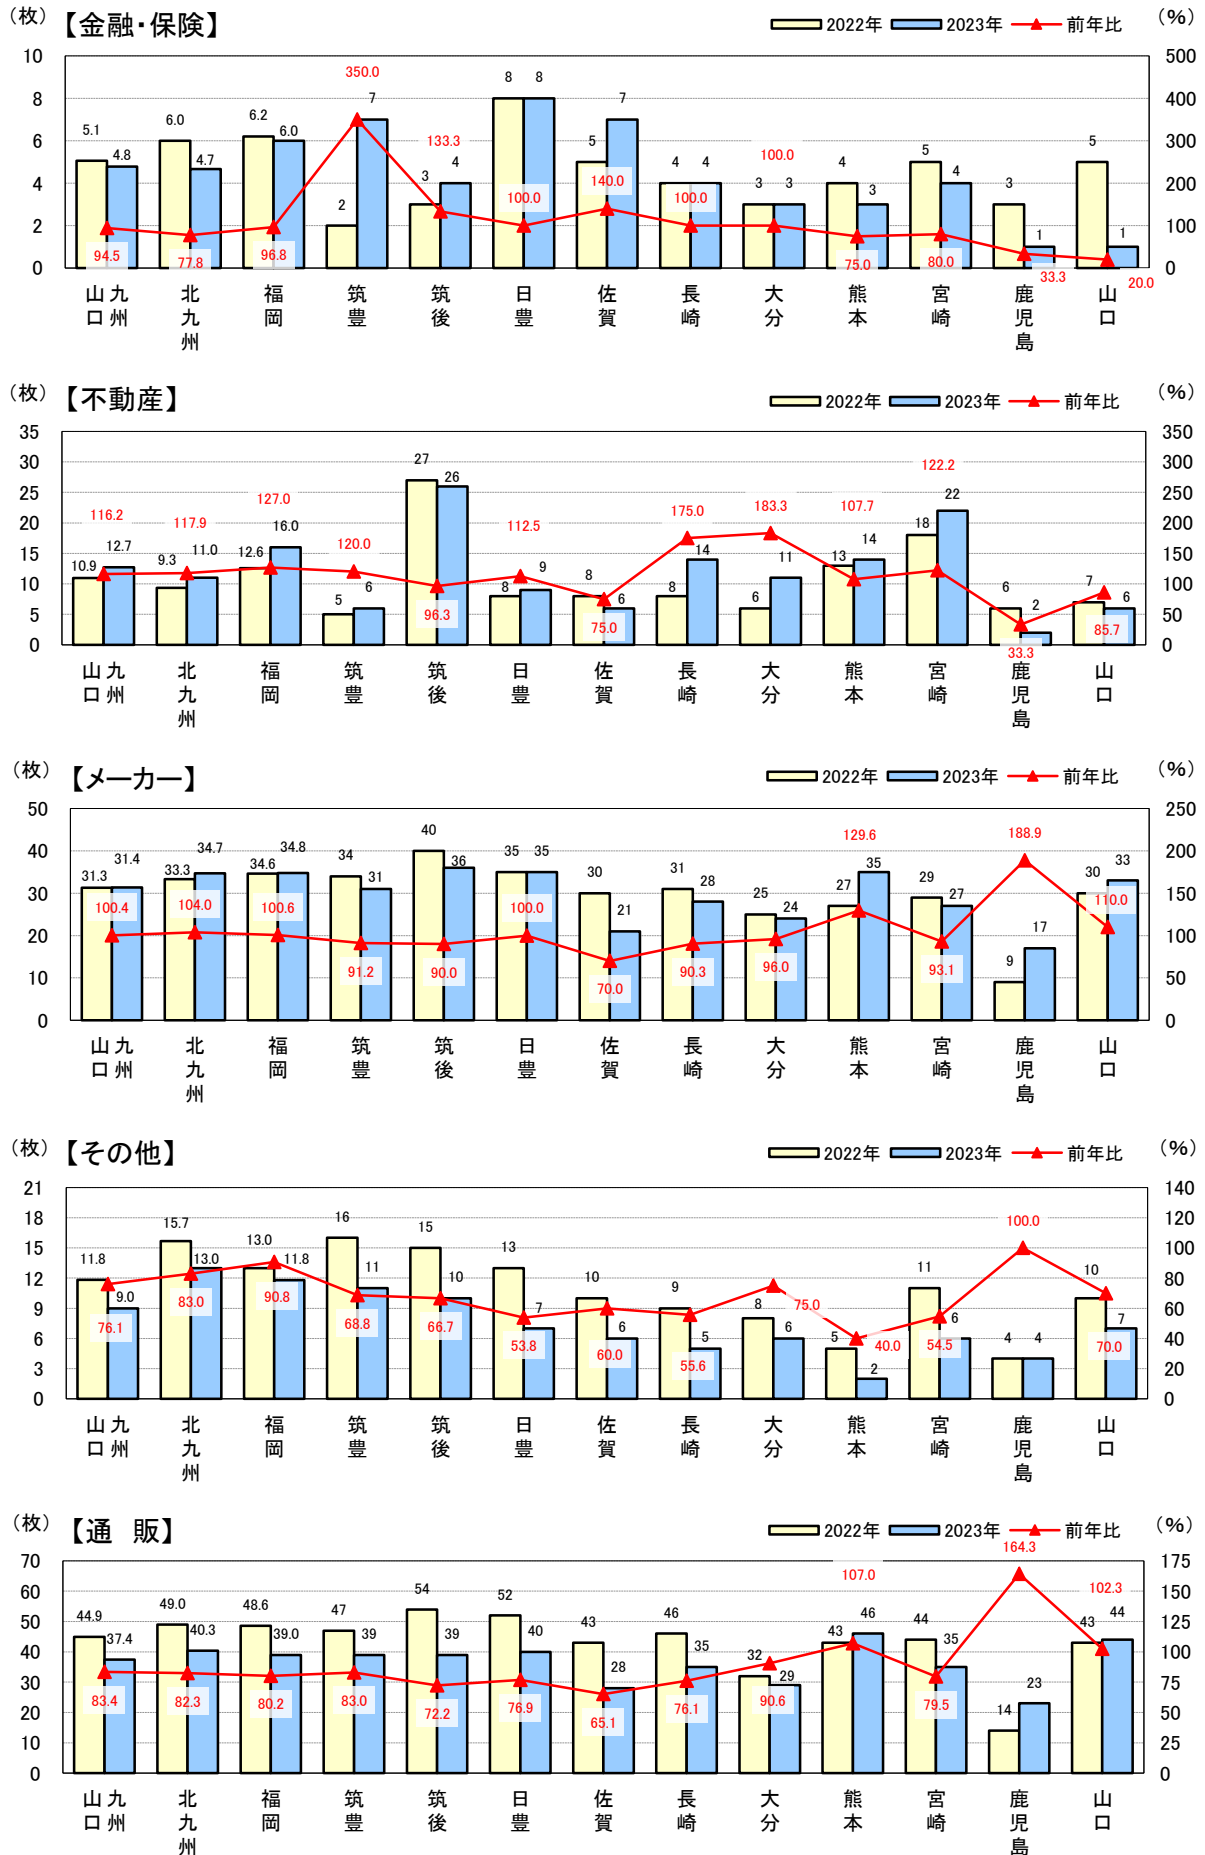 （枚）【金融・保険】 2022年 2023年 前年比 （%）
10 500
8 400
6 300
4 200
2 100
0 0
5.1 6.0 6.2 2 3 8 5 4 3 4 5 3 5
4.8 4.7 6.0 7 4 8 7 4 3 3 4 1 1
94.5 77.8 96.8 350.0 133.3 100.0 140.0 100.0 100.0 75.0 80.0 33.3 20.0
九州山口 北九州 福岡 筑豊 筑後 日豊 佐賀 長崎 大分 熊本 宮崎 鹿児島 山口
（枚）【不動産】 2022年 2023年 前年比 （%）
35 350
30 300
25 250
20 200
15 150
10 100
5 50
0 0
10.9 9.3 12.6 5 27 8 8 8 6 13 18 6 7
12.7 11.0 16.0 6 26 9 6 14 11 14 22 2 6
116.2 117.9 127.0 120.0 96.3 112.5 75.0 175.0 183.3 107.7 122.2 33.3 85.7
九州山口 北九州 福岡 筑豊 筑後 日豊 佐賀 長崎 大分 熊本 宮崎 鹿児島 山口
（枚）【メーカー】 2022年 2023年 前年比 （%）
50 250
40 200
30 150
20 100
10 50
0 0
31.3 33.3 34.6 34 40 35 30 31 25 27 29 9 30
31.4 34.7 34.8 31 36 35 21 28 24 35 27 17 33
100.4 104.0 100.6 91.2 90.0 100.0 70.0 90.3 96.0 129.6 93.1 188.9 110.0
九州山口 北九州 福岡 筑豊 筑後 日豊 佐賀 長崎 大分 熊本 宮崎 鹿児島 山口
（枚）【その他】 2022年 2023年 前年比 （%）
21 140
18 120
15 100
12 80
9 60
6 40
3 20
0 0
11.8 15.7 13.0 16 15 13 10 9 8 5 11 4 10
9.0 13.0 11.8 11 10 7 6 5 6 2 6 4 7
76.1 83.0 90.8 68.8 66.7 53.8 60.0 55.6 75.0 40.0 54.5 100.0 70.0
九州山口 北九州 福岡 筑豊 筑後 日豊 佐賀 長崎 大分 熊本 宮崎 鹿児島 山口
（枚）【通　販】 2022年 2023年 前年比 （%）
70 175
60 150
50 125
40 100
30 75
20 50
10 25
0 0
44.9 49.0 48.6 47 54 52 43 46 32 43 44 14 43
37.4 40.3 39.0 39 39 40 28 35 29 46 35 23 44
83.4 82.3 80.2 83.0 72.2 76.9 65.1 76.1 90.6 107.0 79.5 164.3 102.3
九州山口 北九州 福岡 筑豊 筑後 日豊 佐賀 長崎 大分 熊本 宮崎 鹿児島 山口